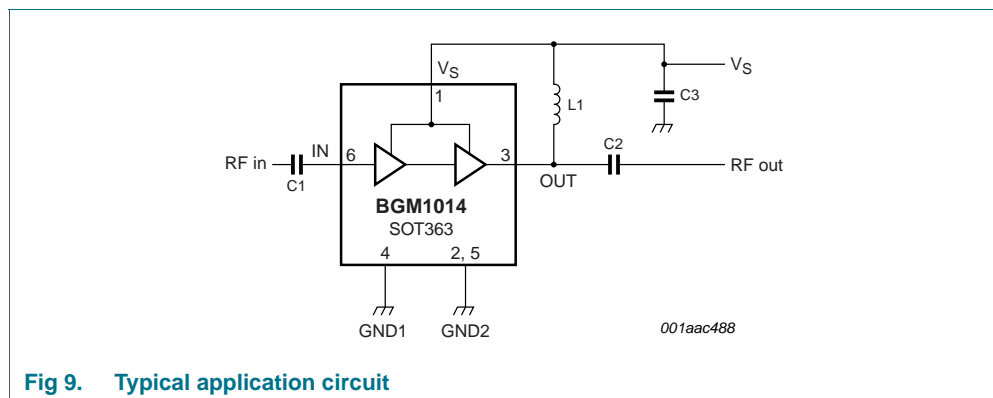 VS
VS
1
L1
C3
RF in
IN
6
3
C2
RF out
C1
OUT
BGM1014
SOT363
4
2, 5
GND1
GND2
001aac488
Fig 9. Typical application circuit